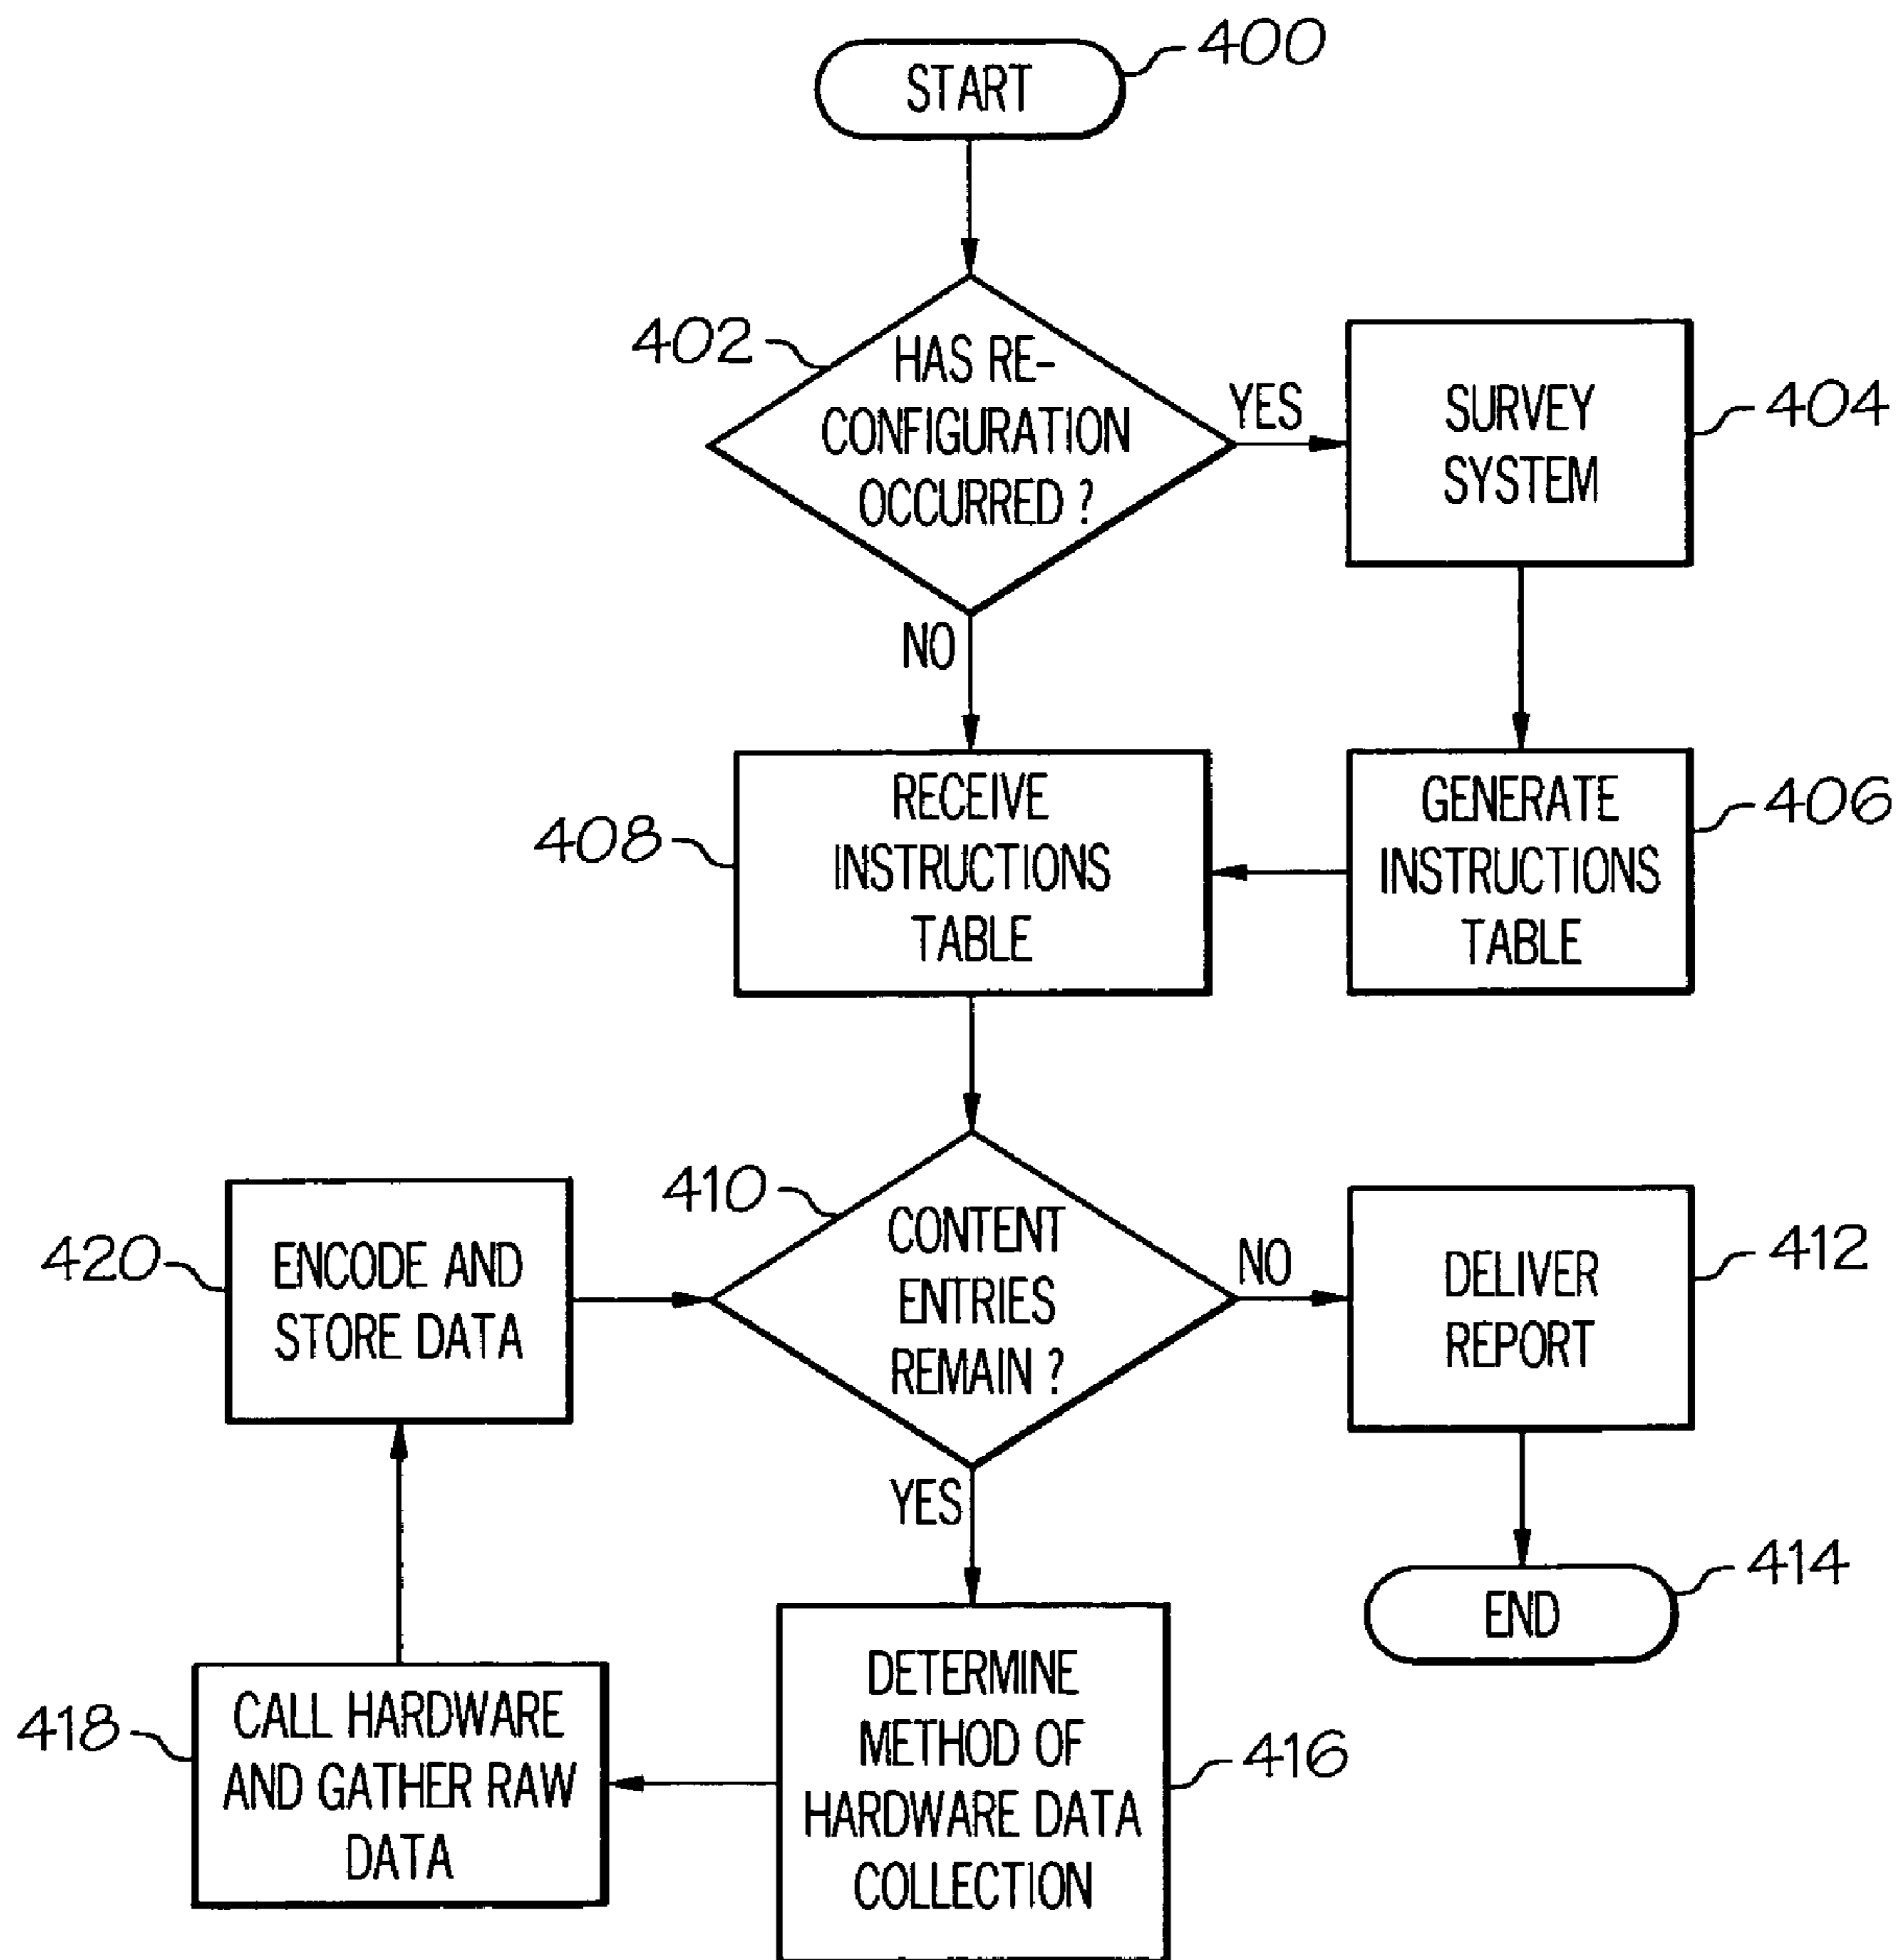 START
400
402
HAS RE-
CONFIGURATION
OCCURRED ?
YES
SURVEY
SYSTEM
404
NO
408
RECEIVE
INSTRUCTIONS
TABLE
GENERATE
INSTRUCTIONS
TABLE
406
410
CONTENT
ENTRIES
REMAIN ?
NO
DELIVER
REPORT
412
420
ENCODE AND
STORE DATA
YES
END
414
418
CALL HARDWARE
AND GATHER RAW
DATA
DETERMINE
METHOD OF
HARDWARE DATA
COLLECTION
416